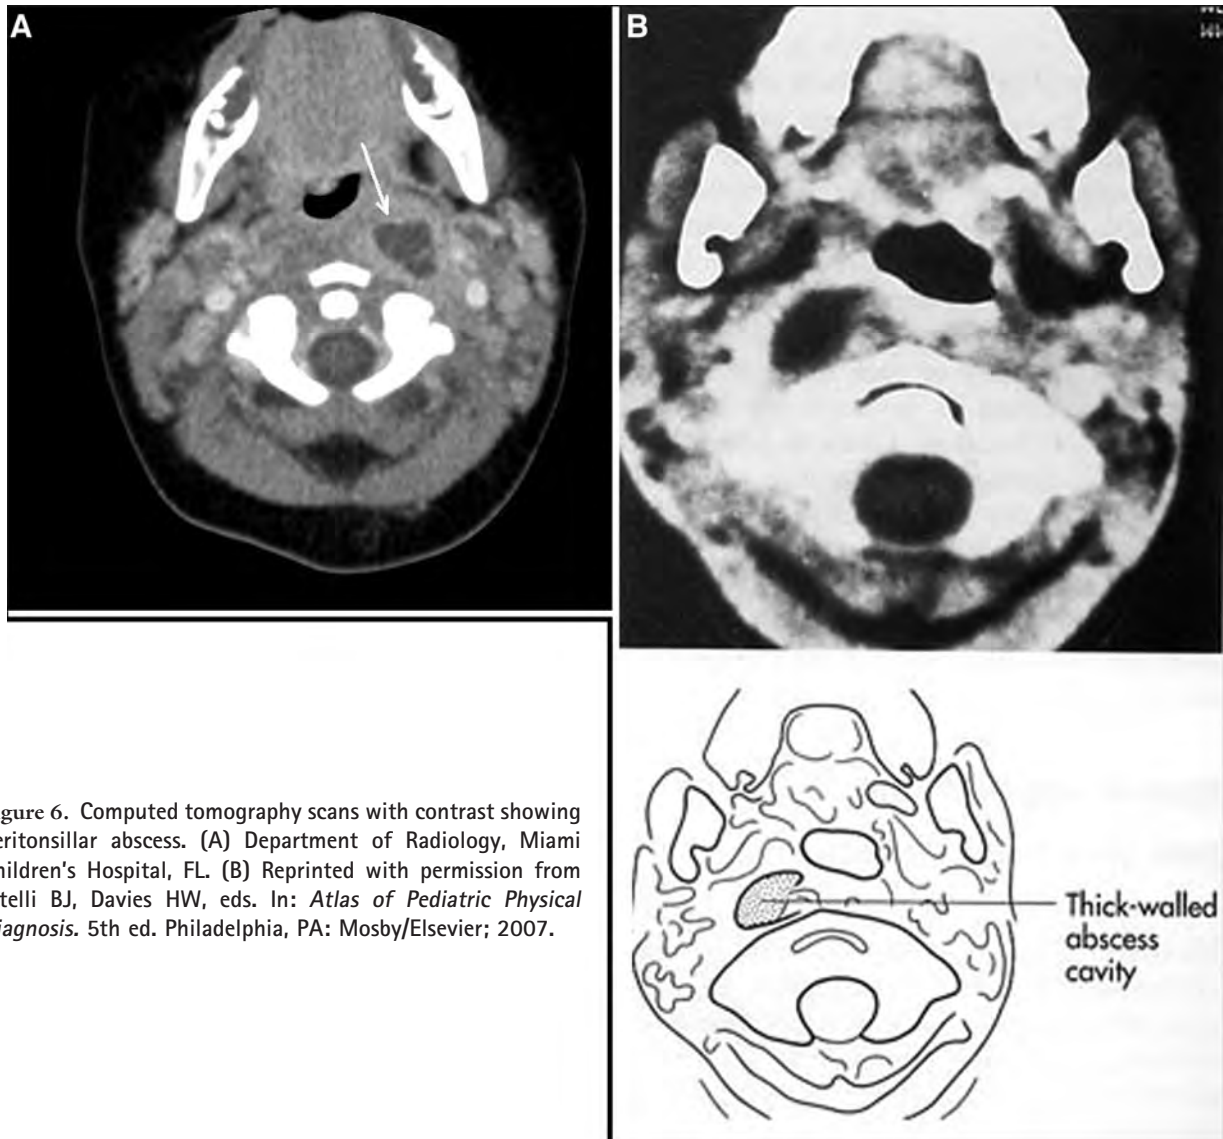 A
B
gure 6. Computed tomography scans with contrast showing
eritonsillar abscess. (A) Department of Radiology, Miami
hildren's Hospital, FL. (B) Reprinted with permission from
telli BJ, Davies HW, eds. In: Atlas of Pediatric Physical
iagnosis. 5th ed. Philadelphia, PA: Mosby/Elsevier; 2007.
Thick-walled
abscess
cavity